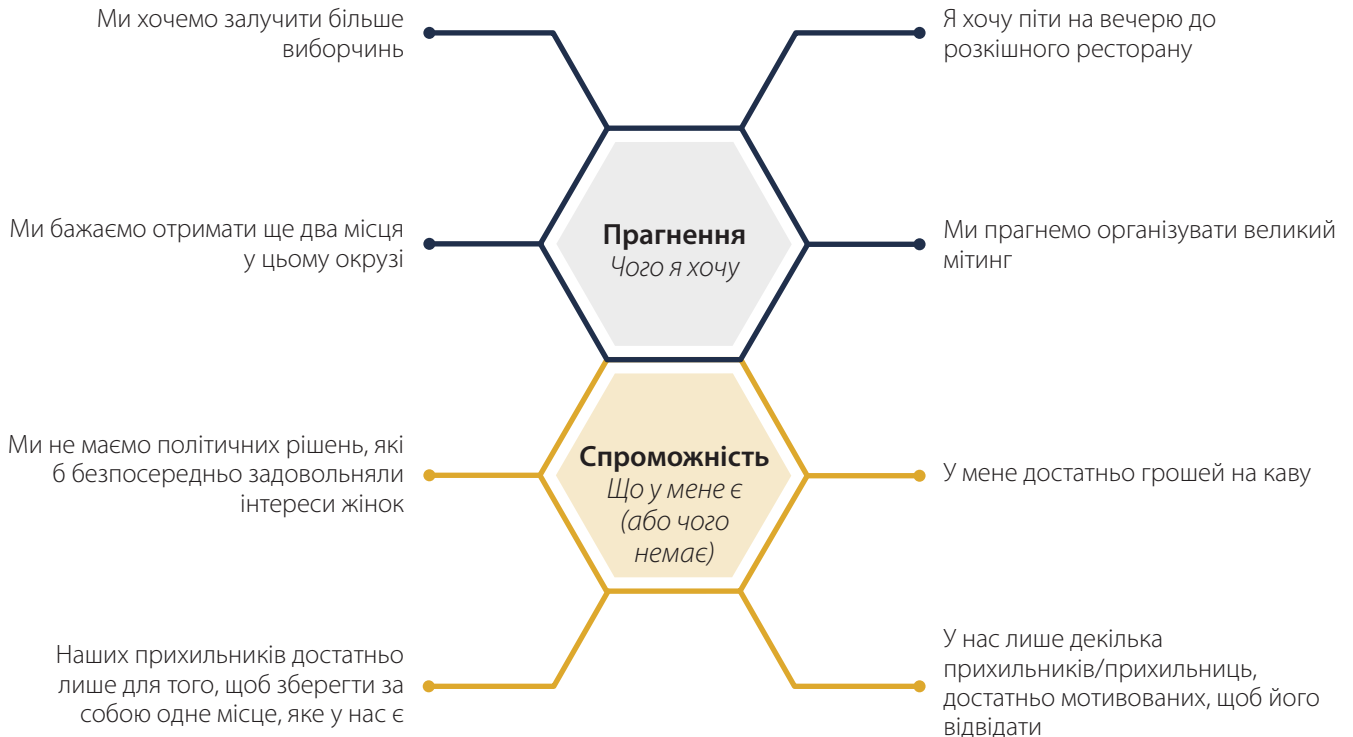 Ми хочемо залучити більше
виборчинь
Я хочу піти на вечерю до
розкішного ресторану
Прагнення
Чого я хочу
Ми бажаємо отримати ще два місця
у цьому окрузі
Ми прагнемо організувати великий
мітинг
Спроможність
Що у мене є
(або чого
немає)
Ми не маємо політичних рішень, які
б безпосередньо задовольняли
інтереси жінок
У мене достатньо грошей на каву
Наших прихильників достатньо
лише для того, щоб зберегти за
собою одне місце, яке у нас є
У нас лише декілька
прихильників/прихильниць,
достатньо мотивованих, щоб його
відвідати